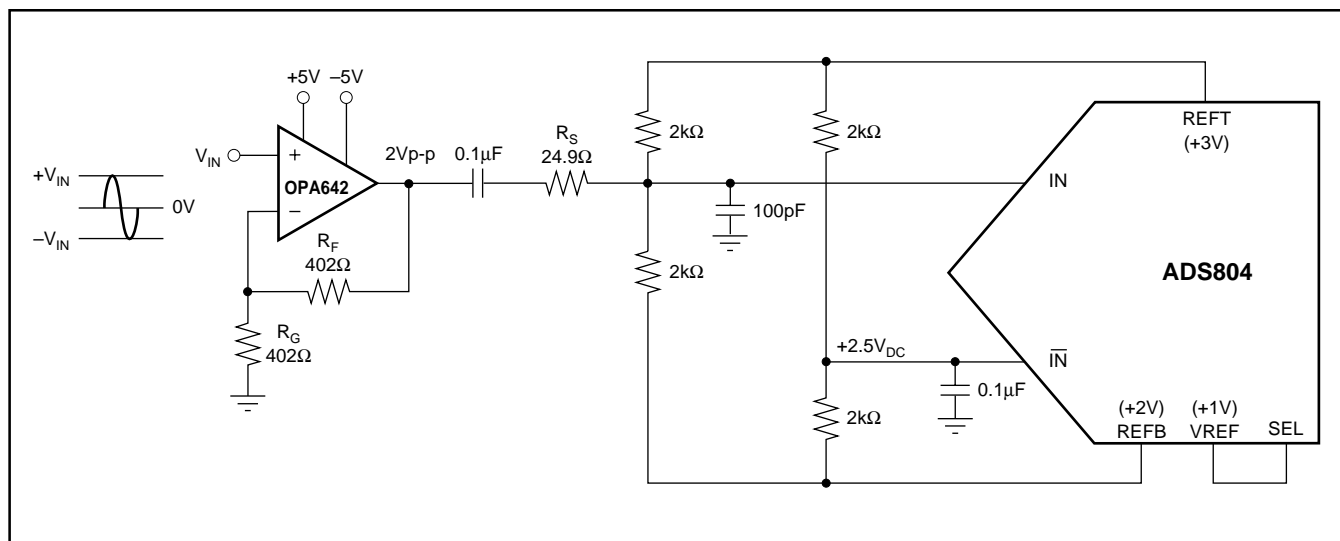 +5V –5V
V_IN
+
OPA642
–
2Vp-p
0.1µF
R_S
24.9Ω
+V_IN
0V
–V_IN
R_F
402Ω
R_G
402Ω
2kΩ
2kΩ
100pF
2kΩ
+2.5V_DC
0.1µF
2kΩ
REFT
(+3V)
IN
ADS804
I̅N̅
(+2V) (+1V)
REFB VREF SEL